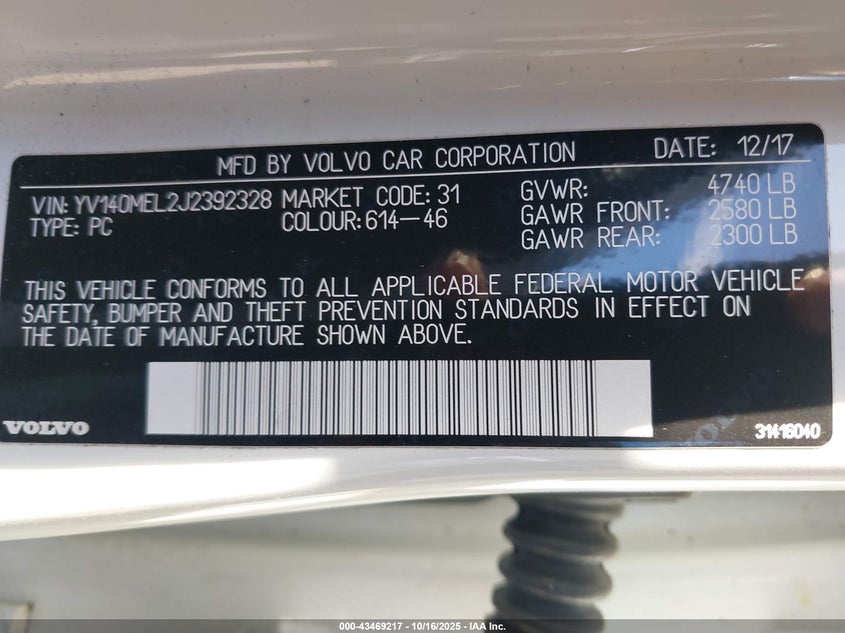 MFD BY VOLVO CAR CORPORATION DATE: 12/17
VIN: YV140MEL2J2392328 MARKET CODE: 31 GVWR: 4740 LB
TYPE: PC COLOUR: 614-46 GAWR FRONT: 2580 LB
GAWR REAR: 2300 LB
THIS VEHICLE CONFORMS TO ALL APPLICABLE FEDERAL MOTOR VEHICLE
SAFETY, BUMPER AND THEFT PREVENTION STANDARDS IN EFFECT ON
THE DATE OF MANUFACTURE SHOWN ABOVE.
VOLVO 31416040
000-43469217 - 10/16/2025 - IAA Inc.